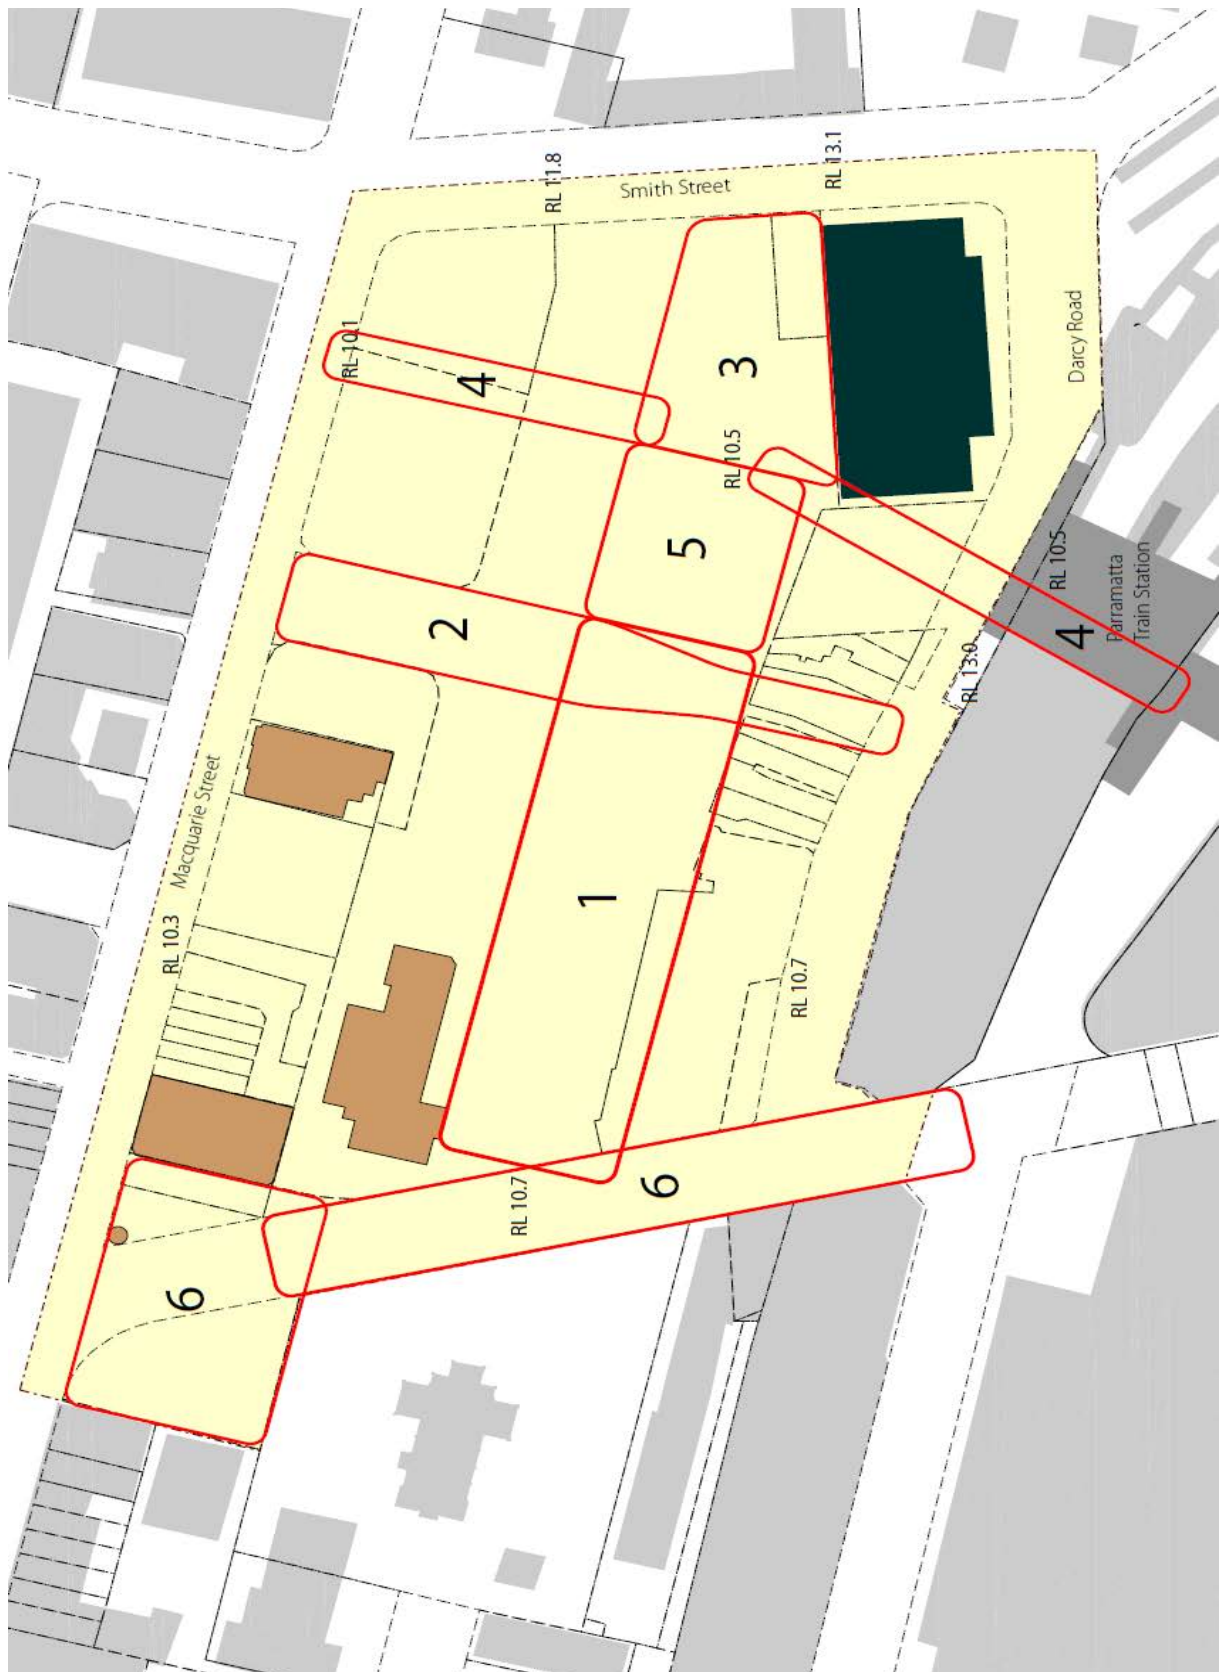 RL 11.8
Smith Street
RL 13.1
RL 10.1
4
3
Darcy Road
RL 10.5
5
2
RL 10.5
Parramatta
Train Station
4
RL 13.0
Macquarie Street
1
RL 10.3
RL 10.7
RL 10.7
6
6